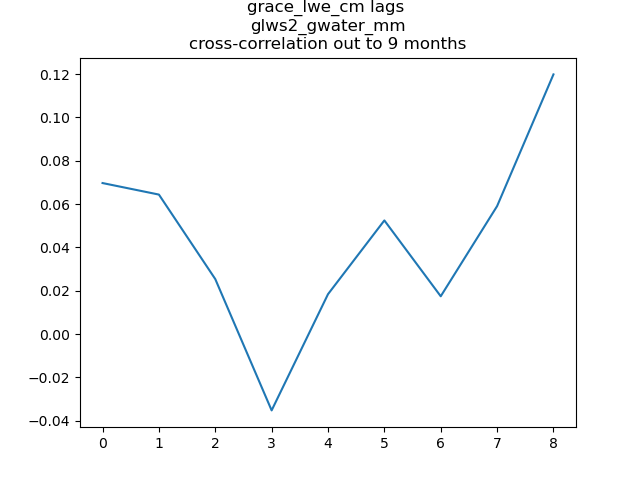 grace_lwe_cm lags
glws2_gwater_mm
cross-correlation out to 9 months
0.12
0.10
0.08
0.06
0.04
0.02
0.00
−0.02
−0.04
0 1 2 3 4 5 6 7 8